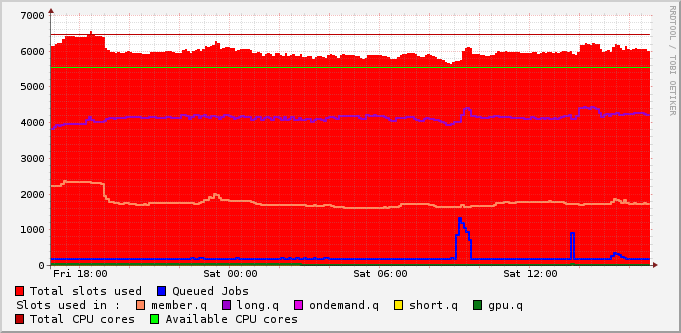 7000
6000
5000
4000
3000
2000
1000
0
Fri 18:00 Sat 00:00 Sat 06:00 Sat 12:00
RRDTOOL / TOBI OETIKER
Total slots used Queued Jobs
Slots used in : member.q long.q ondemand.q short.q gpu.q
Total CPU cores Available CPU cores